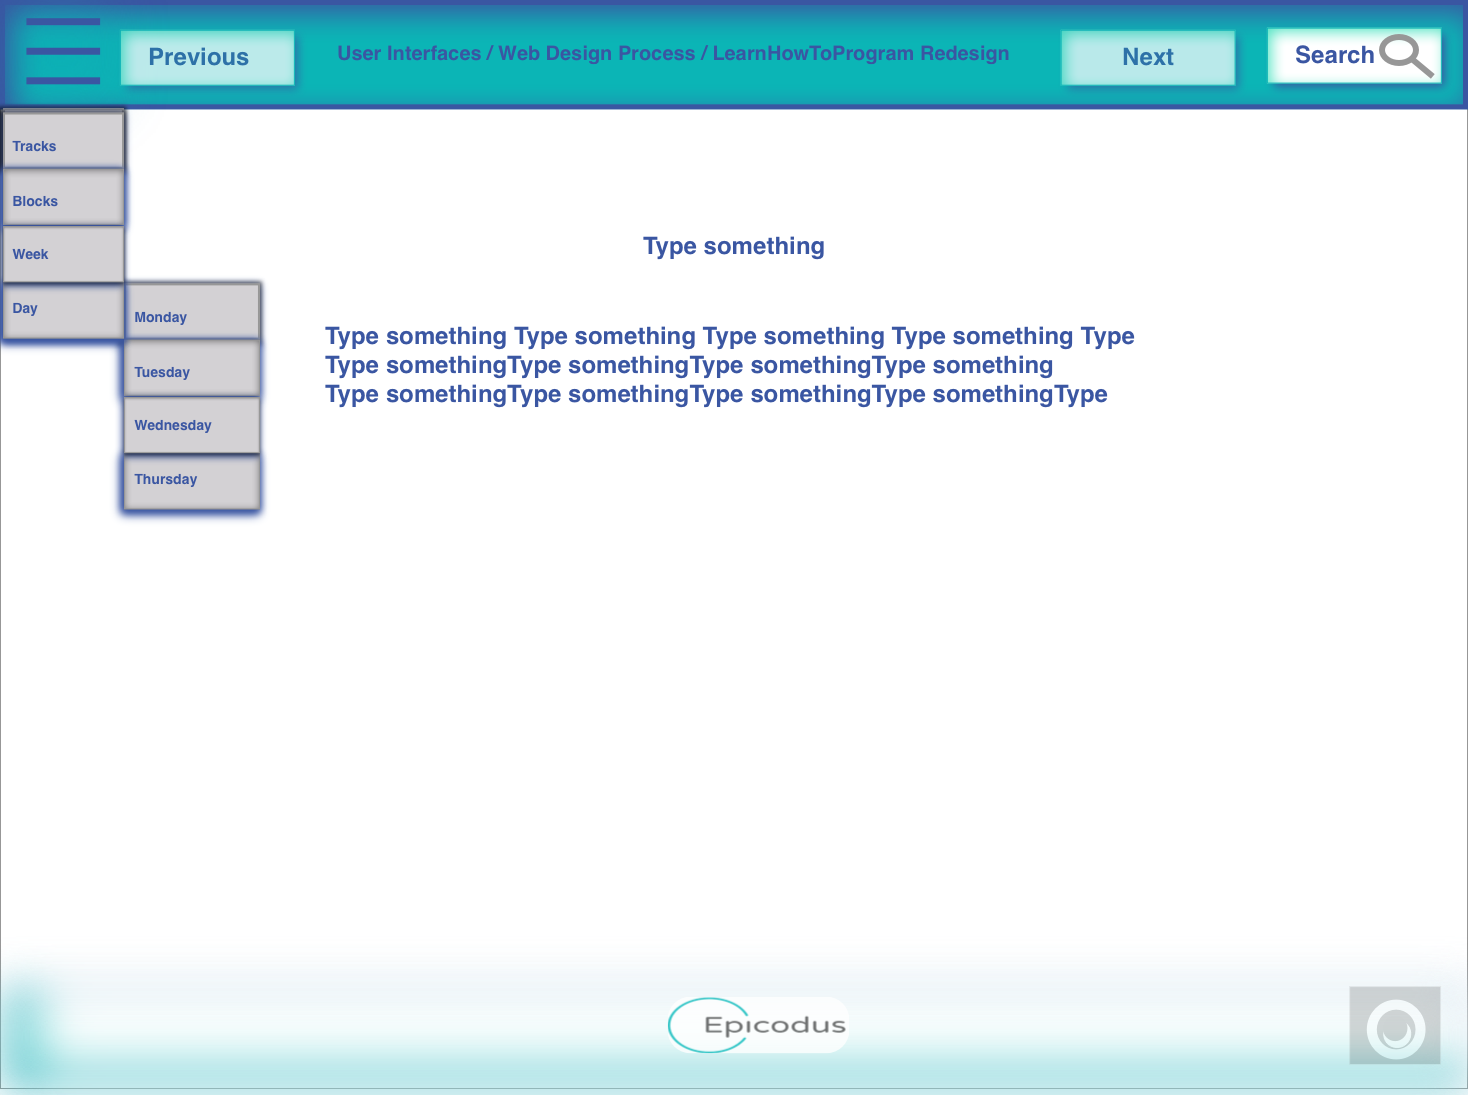 Previous
User Interfaces / Web Design Process / LearnHowToProgram Redesign
Next
Search
Tracks
Blocks
Week
Day
Monday
Tuesday
Wednesday
Thursday
Type something
Type something Type something Type something Type something Type
Type somethingType somethingType somethingType something
Type somethingType somethingType somethingType somethingType
Epicodus